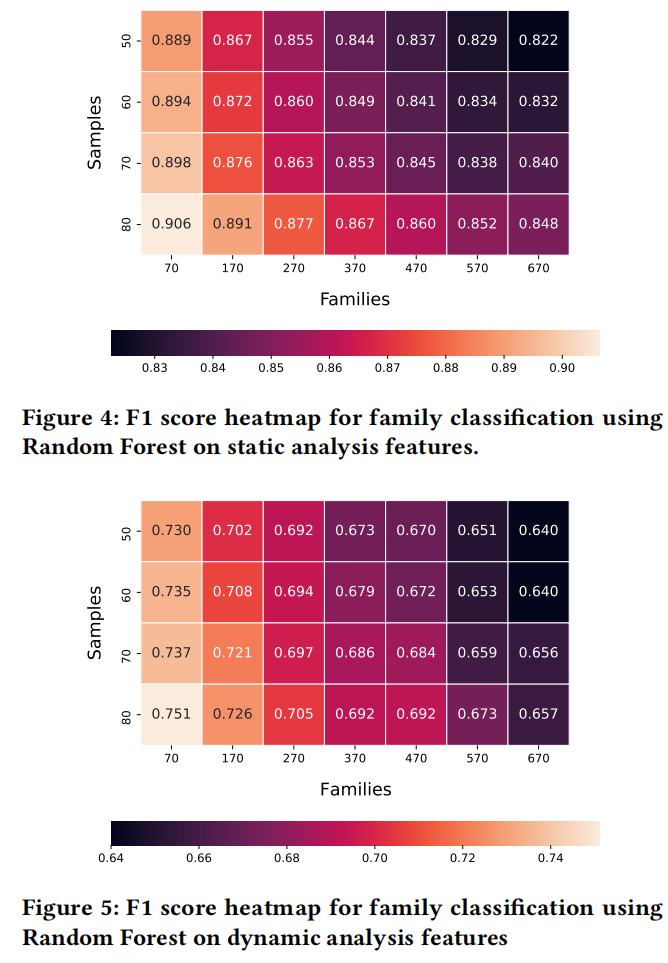 50 0.889 0.867 0.855 0.844 0.837 0.829 0.822
60 0.894 0.872 0.860 0.849 0.841 0.834 0.832
70 0.898 0.876 0.863 0.853 0.845 0.838 0.840
80 0.906 0.891 0.877 0.867 0.860 0.852 0.848
Samples
70 170 270 370 470 570 670
Families
0.83 0.84 0.85 0.86 0.87 0.88 0.89 0.90
Figure 4: F1 score heatmap for family classification using
Random Forest on static analysis features.
50 0.730 0.702 0.692 0.673 0.670 0.651 0.640
60 0.735 0.708 0.694 0.679 0.672 0.653 0.640
70 0.737 0.721 0.697 0.686 0.684 0.659 0.656
80 0.751 0.726 0.705 0.692 0.692 0.673 0.657
Samples
70 170 270 370 470 570 670
Families
0.64 0.66 0.68 0.70 0.72 0.74
Figure 5: F1 score heatmap for family classification using
Random Forest on dynamic analysis features